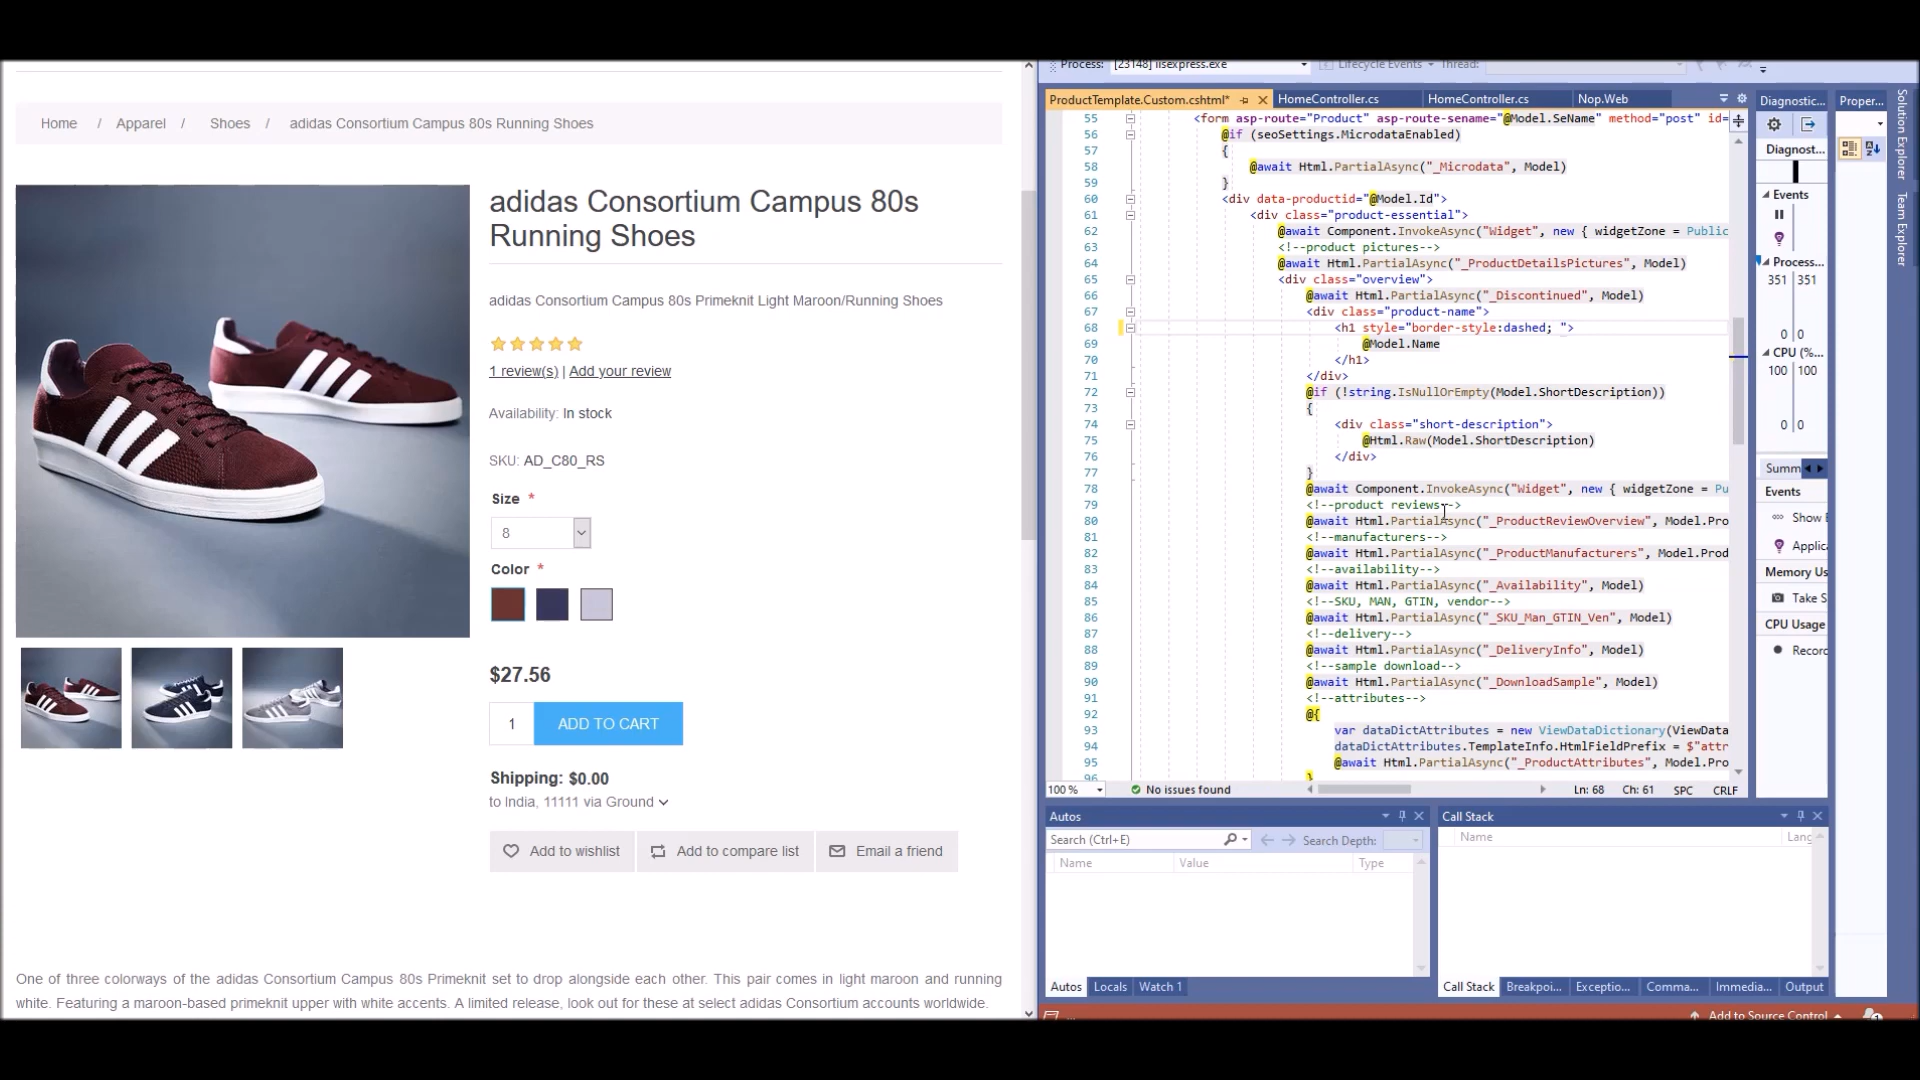 Home / Apparel / Shoes / adidas Consortium Campus 80s Running Shoes
adidas Consortium Campus 80s
Running Shoes
adidas Consortium Campus 80s Primeknit Light Maroon/Running Shoes
1 review(s) | Add your review
Availability: In stock
SKU: AD_C80_RS
Size *
8
Color *
$27.56
1 ADD TO CART
Shipping: $0.00
to India, 11111 via Ground
Add to wishlist
Add to compare list
Email a friend
One of three colorways of the adidas Consortium Campus 80s Primeknit set to drop alongside each other. This pair comes in light maroon and running
white. Featuring a maroon-based primeknit upper with white accents. A limited release, look out for these at select adidas Consortium accounts worldwide.
Process: [23148] iisexpress.exe Lifecycle Events Thread:
ProductTemplate.Custom.cshtml* HomeController.cs HomeController.cs Nop.Web
55 <form asp-route="Product" asp-route-sename="@Model.SeName" method="post" id=
56 @if (seoSettings.MicrodataEnabled)
57 {
58 @await Html.PartialAsync("_Microdata", Model)
59 }
60 <div data-productid="@Model.Id">
61 <div class="product-essential">
62 @await Component.InvokeAsync("Widget", new { widgetZone = Public
63 <!--product pictures-->
64 @await Html.PartialAsync("_ProductDetailsPictures", Model)
65 <div class="overview">
66 @await Html.PartialAsync("_Discontinued", Model)
67 <div class="product-name">
68 <h1 style="border-style:dashed; ">
69 @Model.Name
70 </h1>
71 </div>
72 @if (!string.IsNullOrEmpty(Model.ShortDescription))
73 {
74 <div class="short-description">
75 @Html.Raw(Model.ShortDescription)
76 </div>
77 }
78 @await Component.InvokeAsync("Widget", new { widgetZone = Pu
79 <!--product reviews-->
80 @await Html.PartialAsync("_ProductReviewOverview", Model.Pro
81 <!--manufacturers-->
82 @await Html.PartialAsync("_ProductManufacturers", Model.Prod
83 <!--availability-->
84 @await Html.PartialAsync("_Availability", Model)
85 <!--SKU, MAN, GTIN, vendor-->
86 @await Html.PartialAsync("_SKU_Man_GTIN_Ven", Model)
87 <!--delivery-->
88 @await Html.PartialAsync("_DeliveryInfo", Model)
89 <!--sample download-->
90 @await Html.PartialAsync("_DownloadSample", Model)
91 <!--attributes-->
92 @{
93 var dataDictAttributes = new ViewDataDictionary(ViewData
94 dataDictAttributes.TemplateInfo.HtmlFieldPrefix = $"attr
95 @await Html.PartialAsync("_ProductAttributes", Model.Pro
96 }
100 % No issues found Ln: 68 Ch: 61 SPC CRLF
Autos
Search (Ctrl+E) Search Depth:
Name Value Type
Autos Locals Watch 1
Call Stack
Name Lang
Call Stack Breakpoi... Exceptio... Comma... Immedia... Output
Add to Source Control
Diagnostic...
Diagnost...
Events
Process...
351 351
0 0
CPU (%...
100 100
0 0
Summ
Events
Show E
Applic
Memory Us
Take S
CPU Usage
Record
Proper...
Solution Explorer
Team Explorer